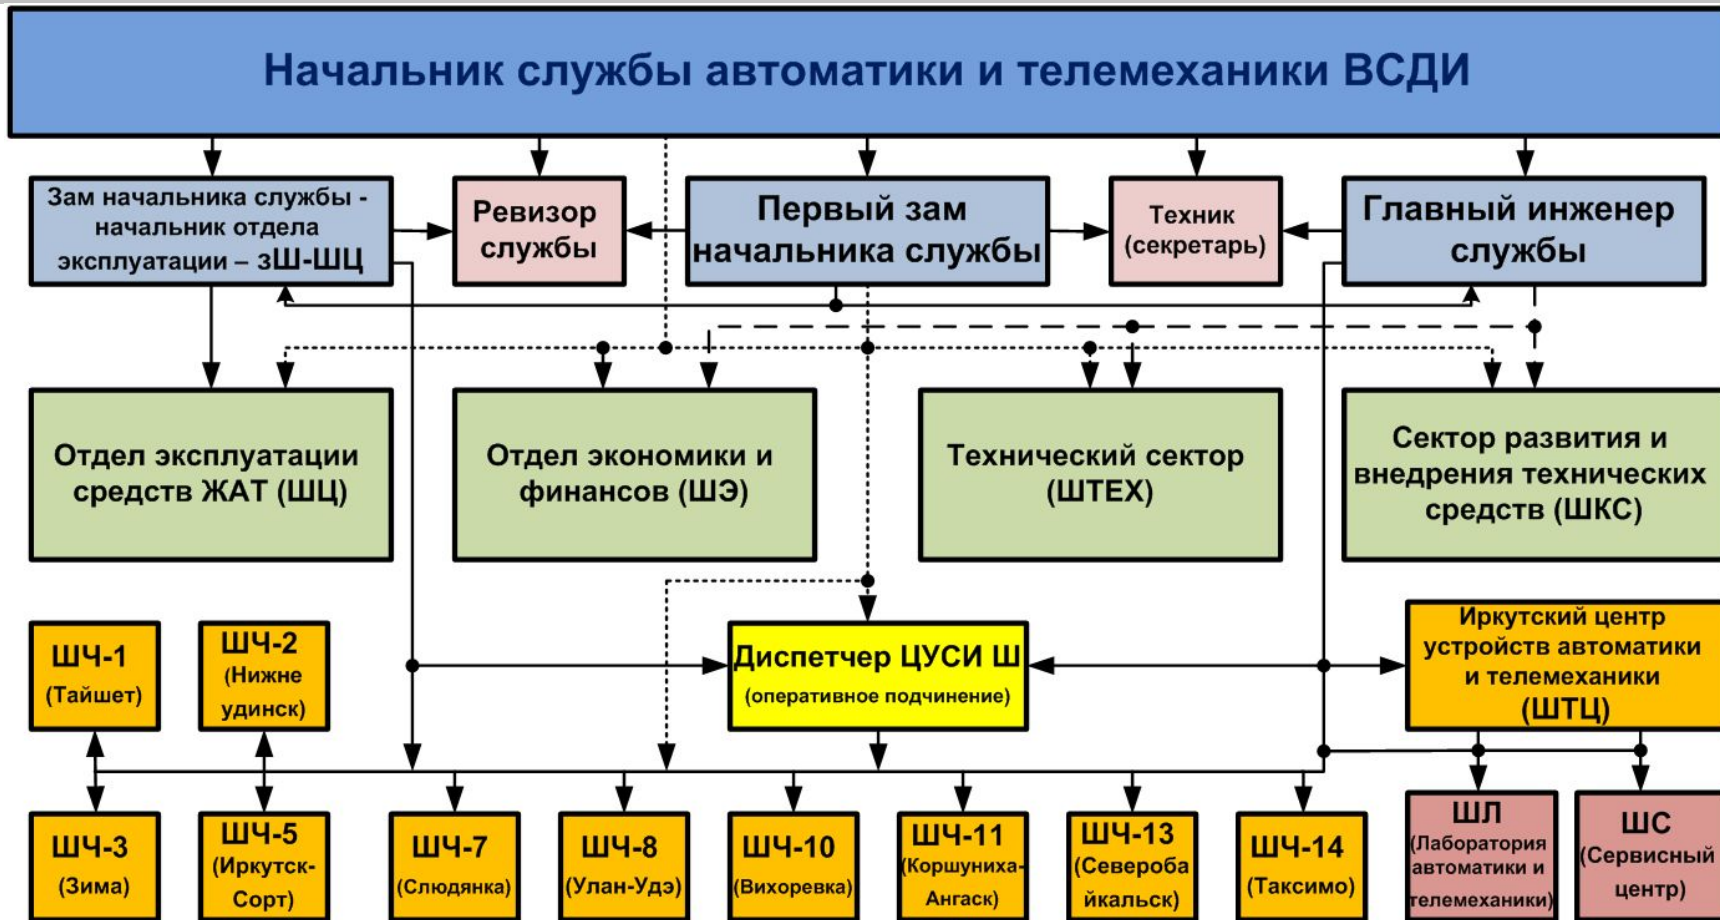 Начальник службы автоматики и телемеханики ВСДИ
Зам начальника службы -
начальник отдела
эксплуатации – зШ-ШЦ
Ревизор
службы
Первый зам
начальника службы
Техник
(секретарь)
Главный инженер
службы
Отдел эксплуатации
средств ЖАТ (ШЦ)
Отдел экономики и
финансов (ШЭ)
Технический сектор
(ШТЕХ)
Сектор развития и
внедрения технических
средств (ШКС)
ШЧ-1
(Тайшет)
ШЧ-2
(Нижне
удинск)
Диспетчер ЦУСИ Ш
(оперативное подчинение)
Иркутский центр
устройств автоматики
и телемеханики
(ШТЦ)
ШЧ-3
(Зима)
ШЧ-5
(Иркутск-
Сорт)
ШЧ-7
(Слюдянка)
ШЧ-8
(Улан-Удэ)
ШЧ-10
(Вихоревка)
ШЧ-11
(Коршуниха-
Ангаск)
ШЧ-13
(Североба
йкальск)
ШЧ-14
(Таксимо)
ШЛ
(Лаборатория
автоматики и
телемеханики)
ШС
(Сервисный
центр)